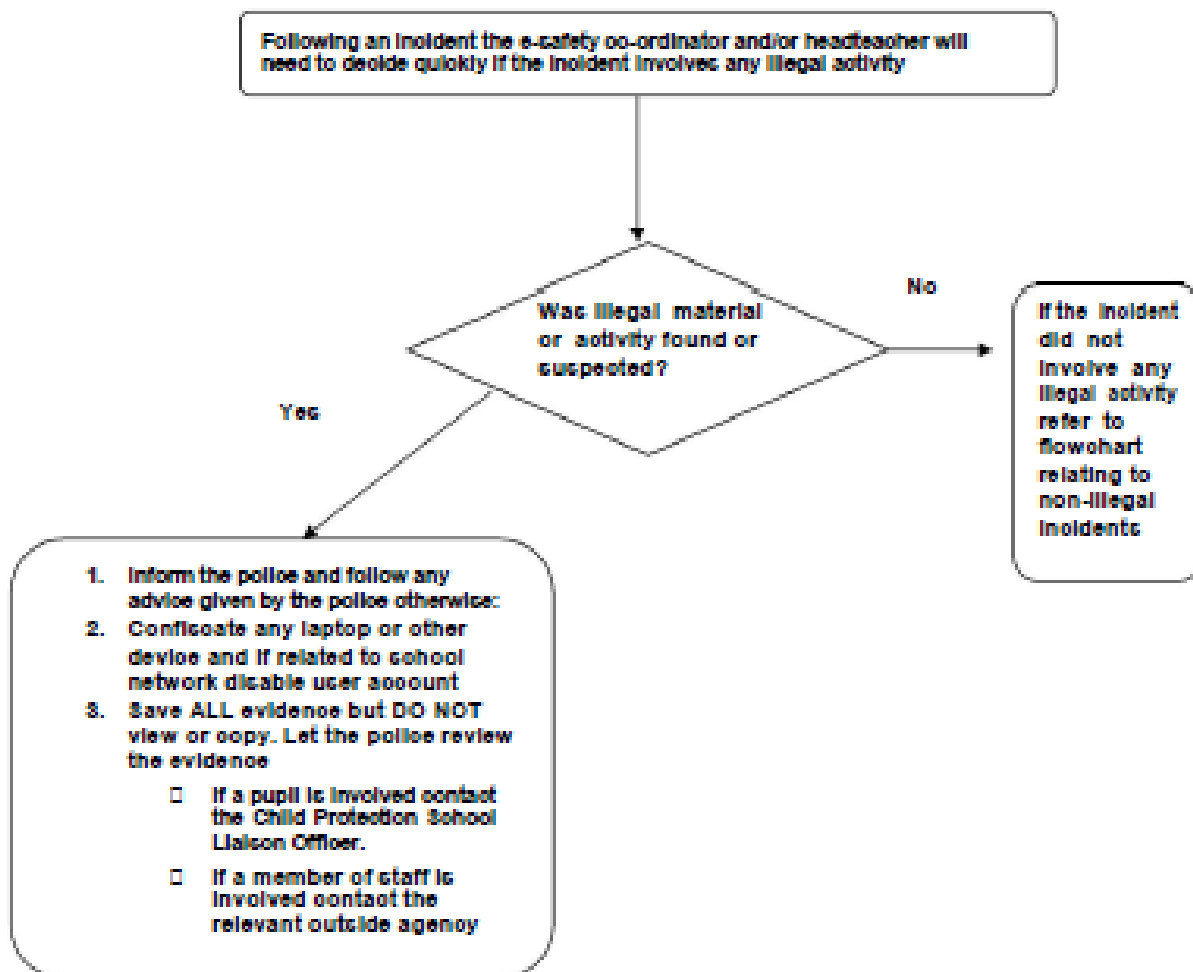 Following an incident the e-safety co-ordinator and/or headteacher will
need to decide quickly if the incident involves any illegal activity
Was illegal material
or activity found or
suspected?
No
If the incident
did not
involve any
illegal activity
refer to
flowchart
relating to
non-illegal
incidents
Yes
1. Inform the police and follow any
advice given by the police otherwise:
2. Confiscate any laptop or other
device and if related to school
network disable user account
3. Save ALL evidence but DO NOT
view or copy. Let the police review
the evidence
If a pupil is involved contact
the Child Protection School
Liaison Officer.
If a member of staff is
involved contact the
relevant outside agency